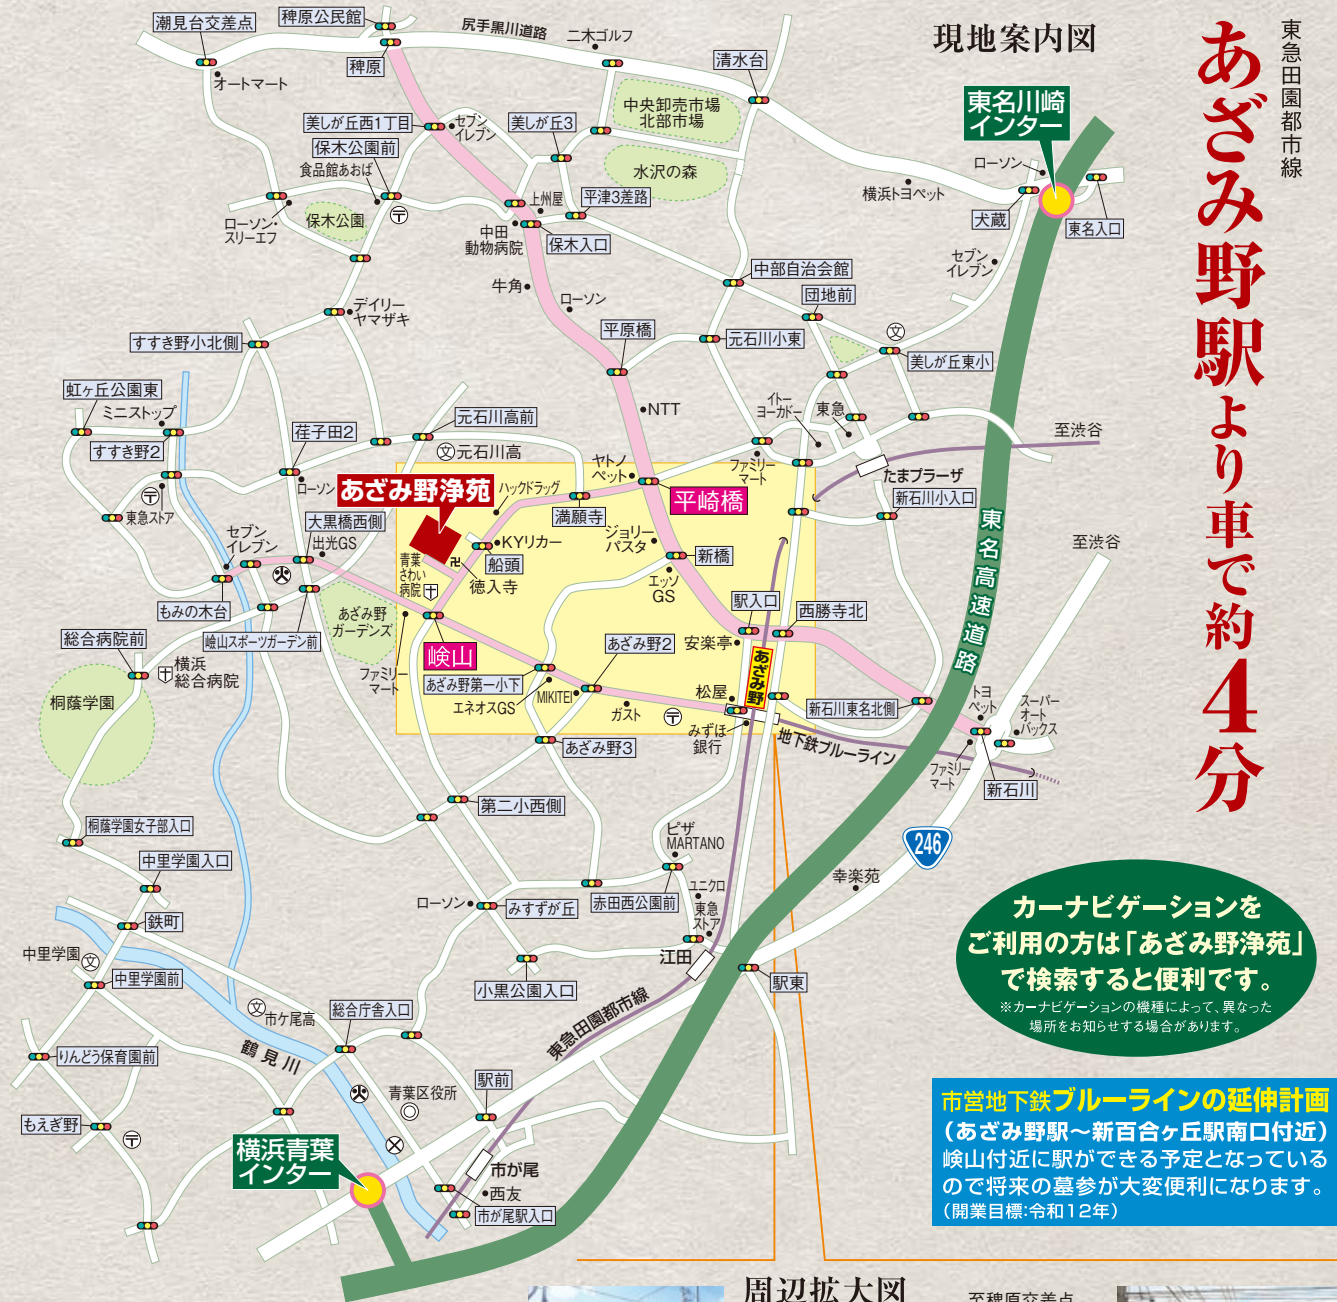 現地案内図
東急田園都市線
あざみ野駅より車で約4分
潮見台交差点
稗原公民館
尻手黒川道路
二木ゴルフ
清水台
稗原
オートマート
中央卸売市場
北部市場
東名川崎
インター
美しが丘西1丁目
セブン
イレブン
美しが丘3
保木公園前
食品館あおば
水沢の森
ローソン
横浜トヨペット
犬蔵
東名入口
上州屋
平津3差路
ローソン・
スリーエフ
保木公園
中田
動物病院
保木入口
セブン
イレブン
中部自治会館
牛角
ローソン
団地前
デイリー
ヤマザキ
すすき野小北側
平原橋
元石川小東
美しが丘東小
虹ヶ丘公園東
ミニストップ
すすき野2
荏子田2
元石川高前
NTT
イトー
ヨーカドー
東急
至渋谷
元石川高
ヤトノ
ペット
ファミリー
マート
たまプラーザ
ローソン
あざみ野浄苑
ハックドラッグ
平崎橋
新石川小入口
東急ストア
大黒橋西側
満願寺
セブン
イレブン
出光GS
KYリカー
船頭
ジョリー
パスタ
新橋
東名高速道路
至渋谷
青葉
さわい
病院
徳入寺
エッソ
GS
もみの木台
あざみ野
ガーデンズ
駅入口
西勝寺北
総合病院前
嶮山スポーツガーデン前
嶮山
あざみ野2
安楽亭
あざみ野
横浜
総合病院
ファミリー
マート
あざみ野第一小下
エネオスGS
MIKITEI
ガスト
松屋
新石川東名北側
トヨ
ペット
スーパー
オート
バックス
桐蔭学園
みずほ
銀行
地下鉄ブルーライン
あざみ野3
ファミリー
マート
新石川
第二小西側
桐蔭学園女子部入口
ピザ
MARTANO
246
中里学園入口
幸楽苑
ローソン
みすずが丘
赤田西公園前
ユニクロ
東急
ストア
鉄町
中里学園
中里学園前
江田
駅東
小黒公園入口
市ケ尾高
総合庁舎入口
東急田園都市線
りんどう保育園前
鶴見川
青葉区役所
駅前
もえぎ野
横浜青葉
インター
市が尾
西友
市が尾駅入口
カーナビゲーションを
ご利用の方は「あざみ野浄苑」
で検索すると便利です。
※カーナビゲーションの機種によって、異なった
場所をお知らせする場合があります。
市営地下鉄ブルーラインの延伸計画
(あざみ野駅〜新百合ヶ丘駅南口付近)
嶮山付近に駅ができる予定となっている
ので将来の墓参が大変便利になります。
(開業目標:令和12年)
周辺拡大図
至稗原交差点